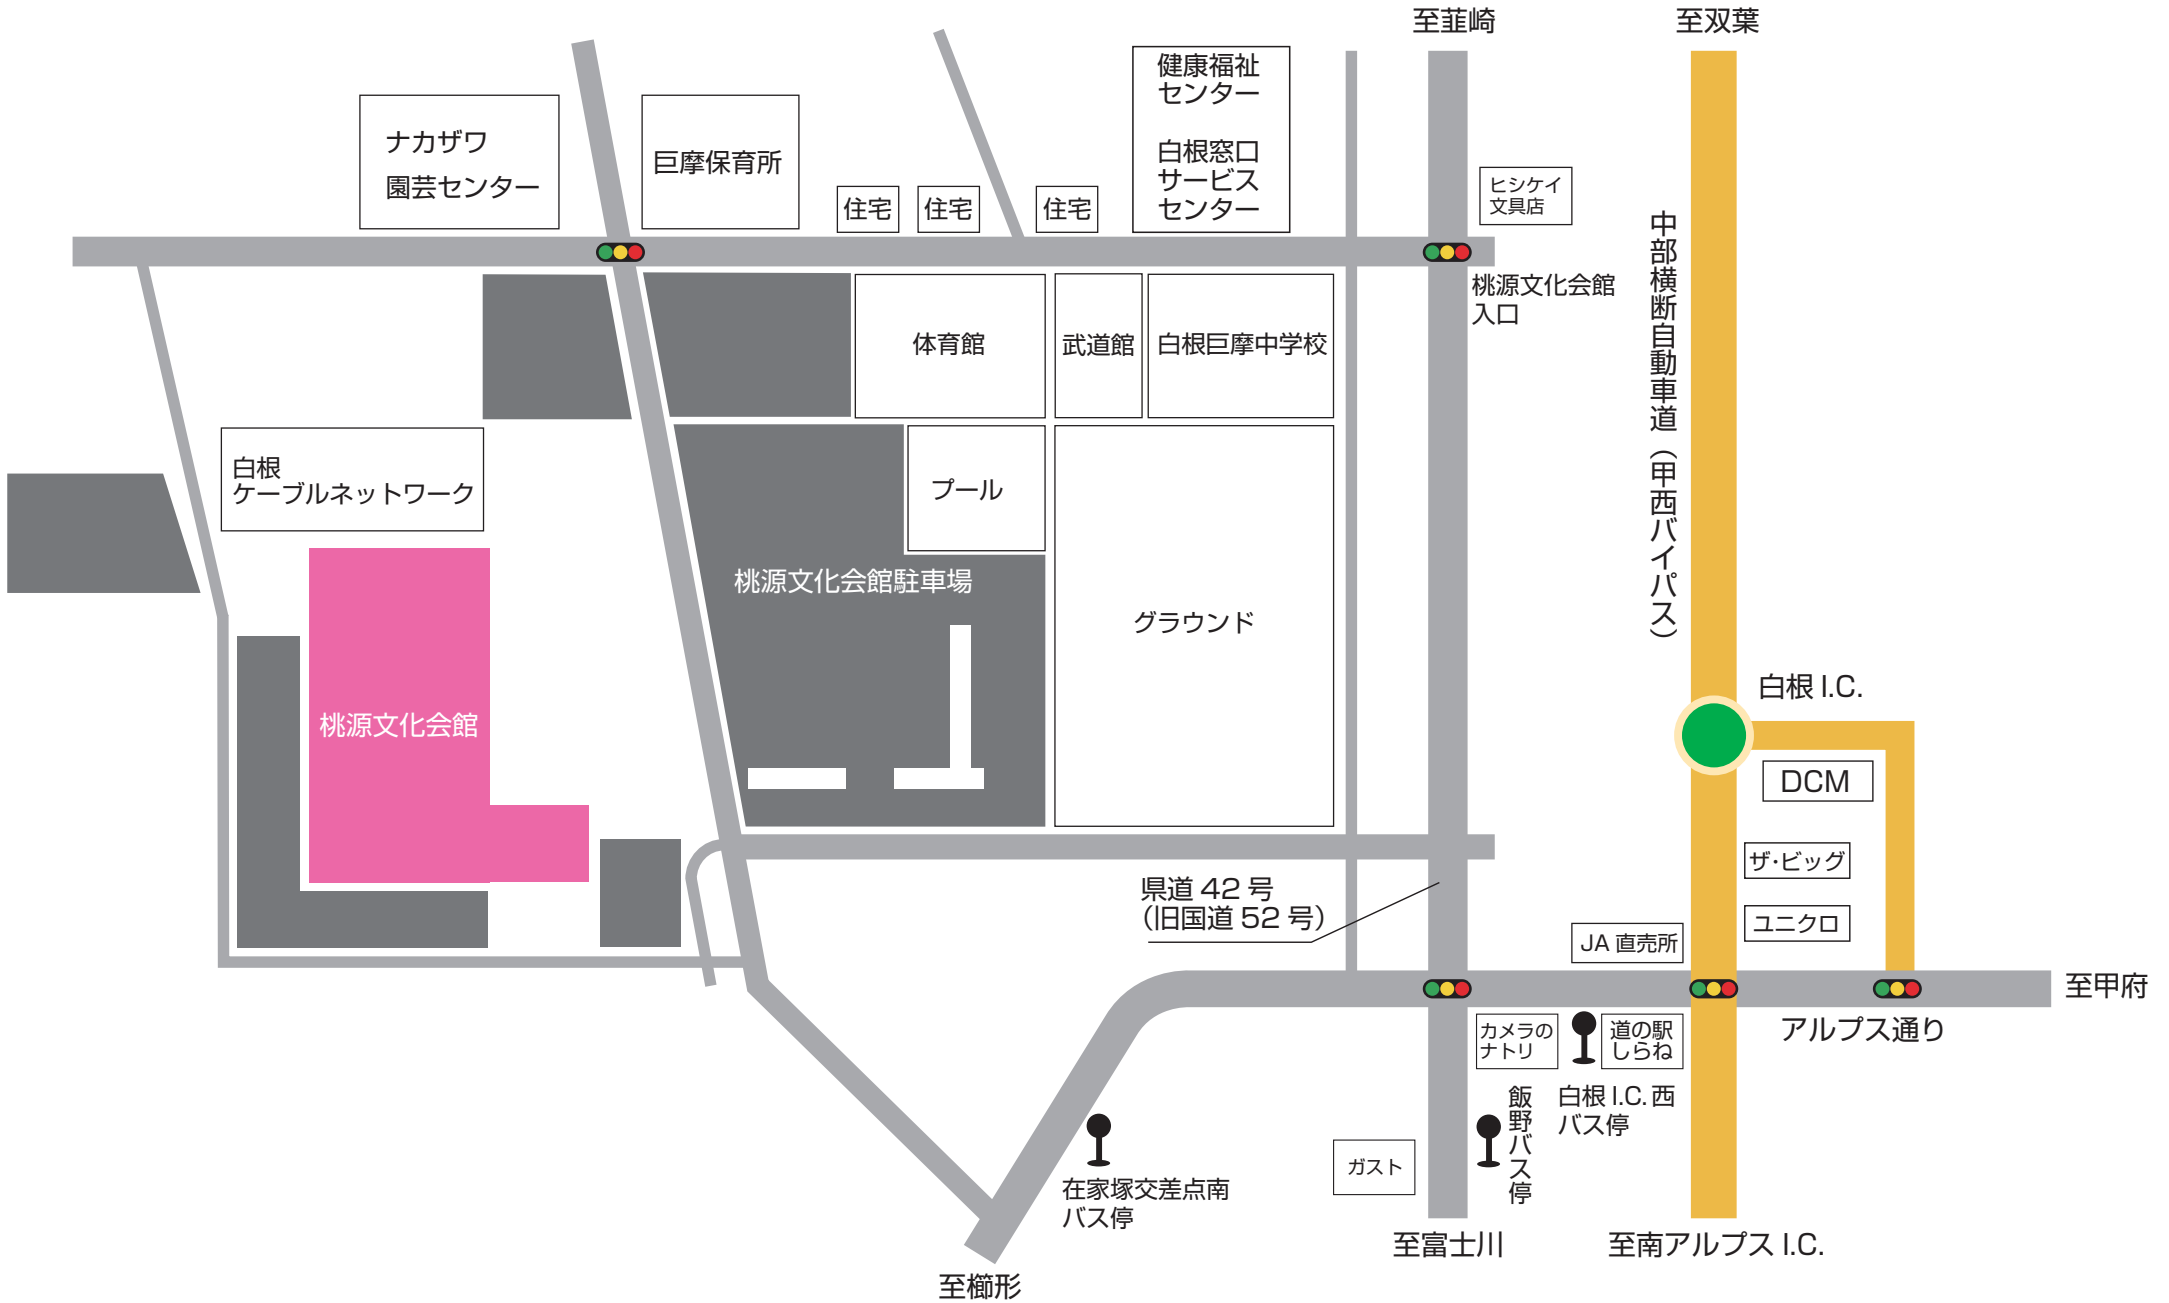 至韮崎
至双葉
健康福祉
センター
白根窓口
サービス
センター
ナカザワ
園芸センター
巨摩保育所
住宅
住宅
住宅
ヒシケイ
文具店
桃源文化会館
入口
中部横断自動車道（甲西バイパス）
体育館
武道館
白根巨摩中学校
白根
ケーブルネットワーク
プール
桃源文化会館駐車場
グラウンド
白根 I.C.
桃源文化会館
DCM
ザ・ビッグ
県道 42 号
（旧国道 52 号）
ユニクロ
JA 直売所
至甲府
カメラの
ナトリ
道の駅
しらね
アルプス通り
白根 I.C. 西
バス停
飯野バス停
ガスト
在家塚交差点南
バス停
至富士川
至南アルプス I.C.
至櫛形